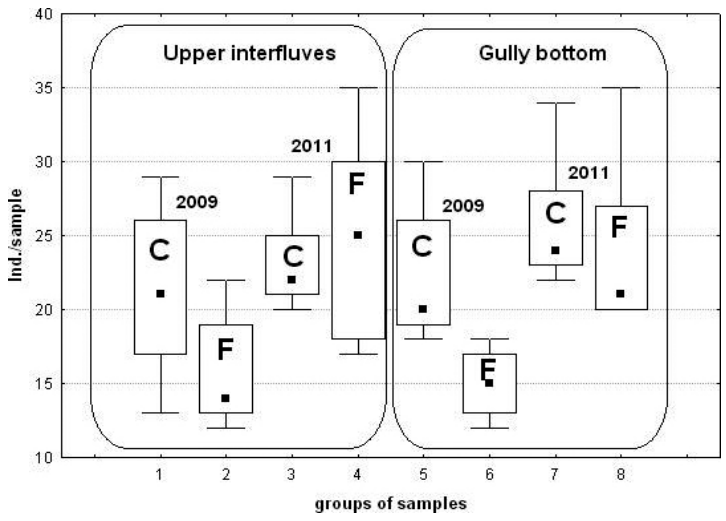 40
Upper interfluves Gully bottom
35
2011
F
30
2009 C 2011 C F
2009
C C
25
Ind./sample
20
F
15
F
10
1 2 3 4 5 6 7 8
groups of samples